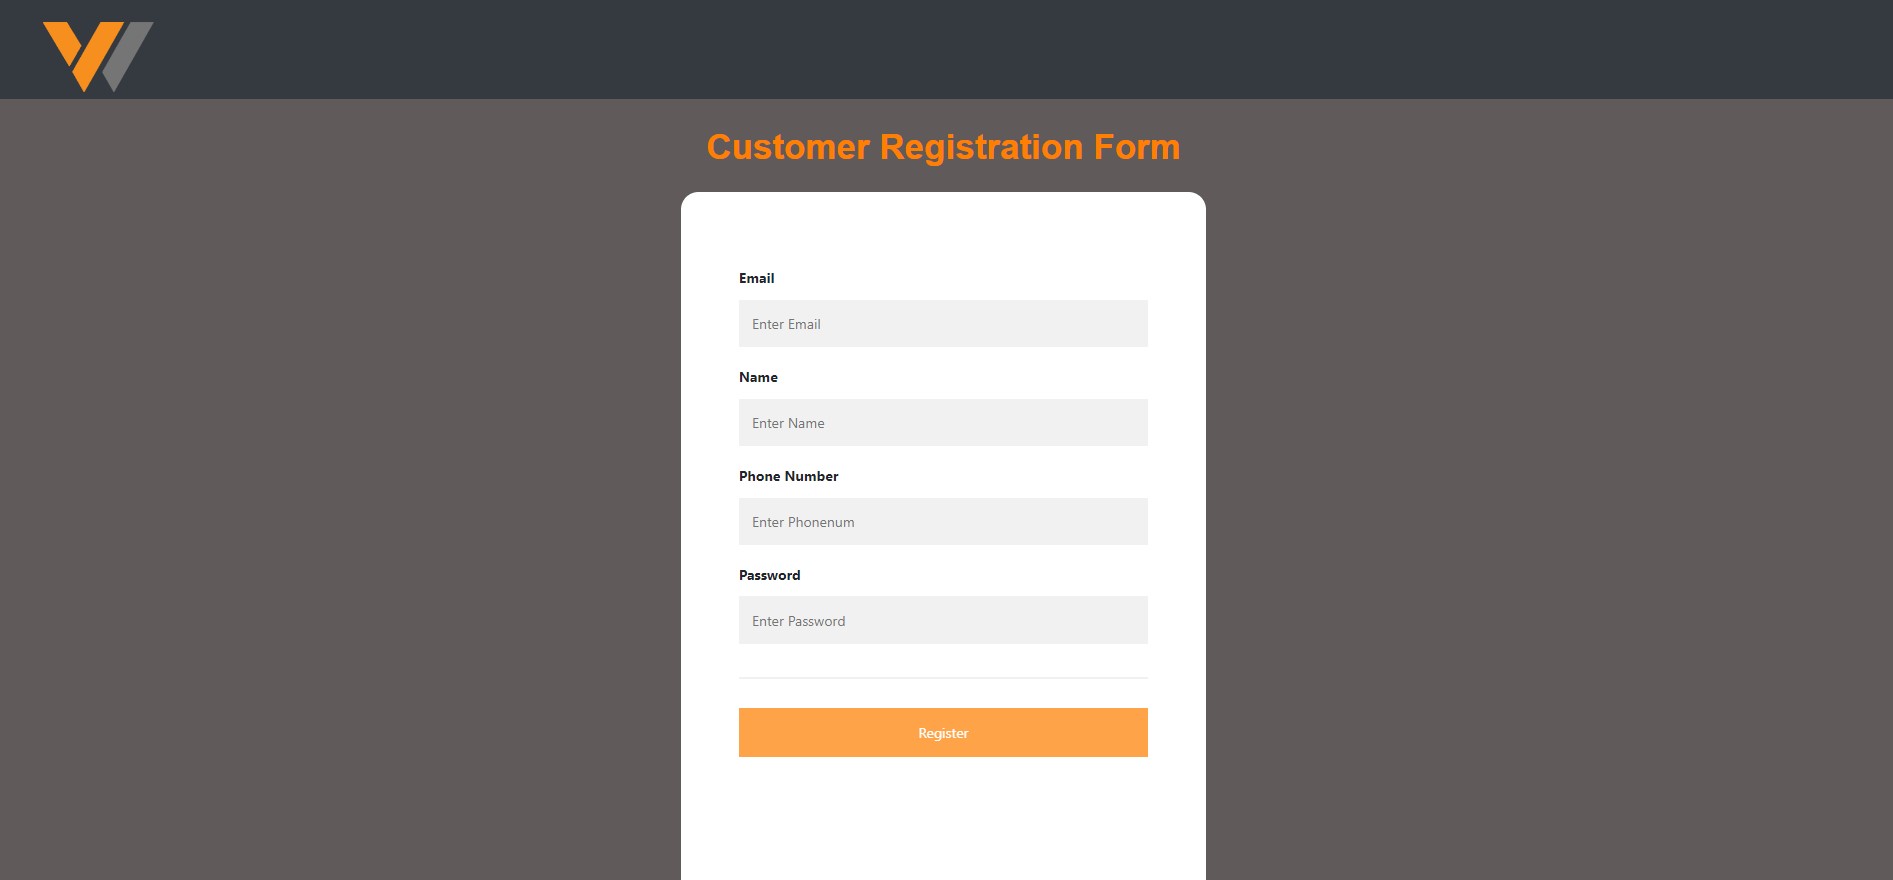 Customer Registration Form
Email
Enter Email
Name
Enter Name
Phone Number
Enter Phonenum
Password
Enter Password
Register